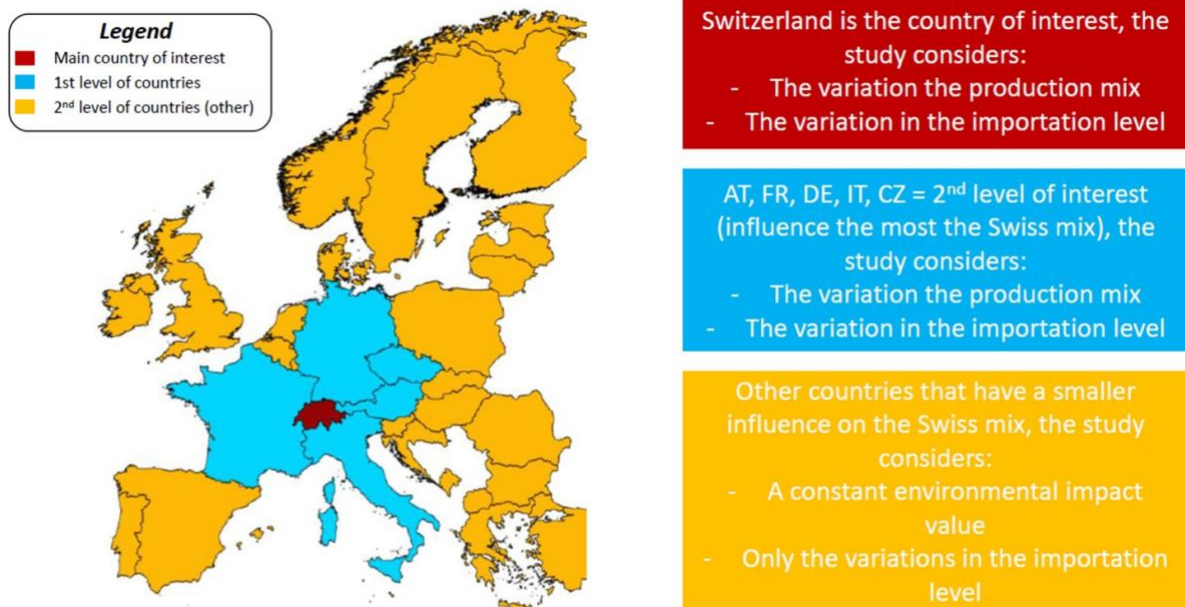 Legend
Main country of interest
1st level of countries
2nd level of countries (other)
Switzerland is the country of interest, the
study considers:
- The variation the production mix
- The variation in the importation level
AT, FR, DE, IT, CZ = 2nd level of interest
(influence the most the Swiss mix), the
study considers:
- The variation the production mix
- The variation in the importation level
Other countries that have a smaller
influence on the Swiss mix, the study
considers:
- A constant environmental impact
value
- Only the variations in the importation
level